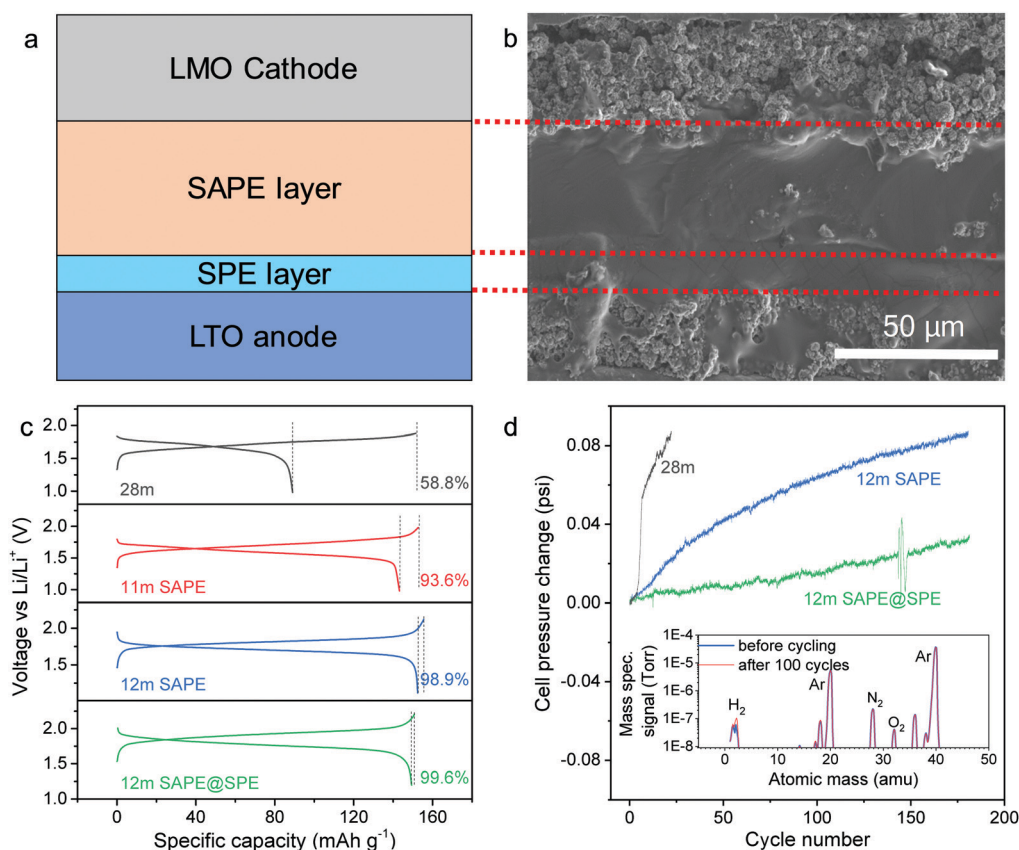 a
LMO Cathode
SAPE layer
SPE layer
LTO anode
b
50 µm
c
Voltage vs Li/Li⁺ (V)
2.0
1.5
1.0
28m
58.8%
2.0
1.5
1.0
11m SAPE
93.6%
2.0
1.5
12m SAPE
98.9%
2.0
1.5
1.0
12m SAPE@SPE
99.6%
0
40
80
120
160
Specific capacity (mAh g⁻¹)
d
Cell pressure change (psi)
0.08
0.04
0.00
-0.04
-0.08
28m
12m SAPE
12m SAPE@SPE
Mass spec.
signal (Torr)
1E-4
1E-5
1E-6
1E-7
1E-8
before cycling
after 100 cycles
H₂
Ar
N₂
O₂
Ar
0
10
20
30
40
50
Atomic mass (amu)
0
50
100
150
200
Cycle number